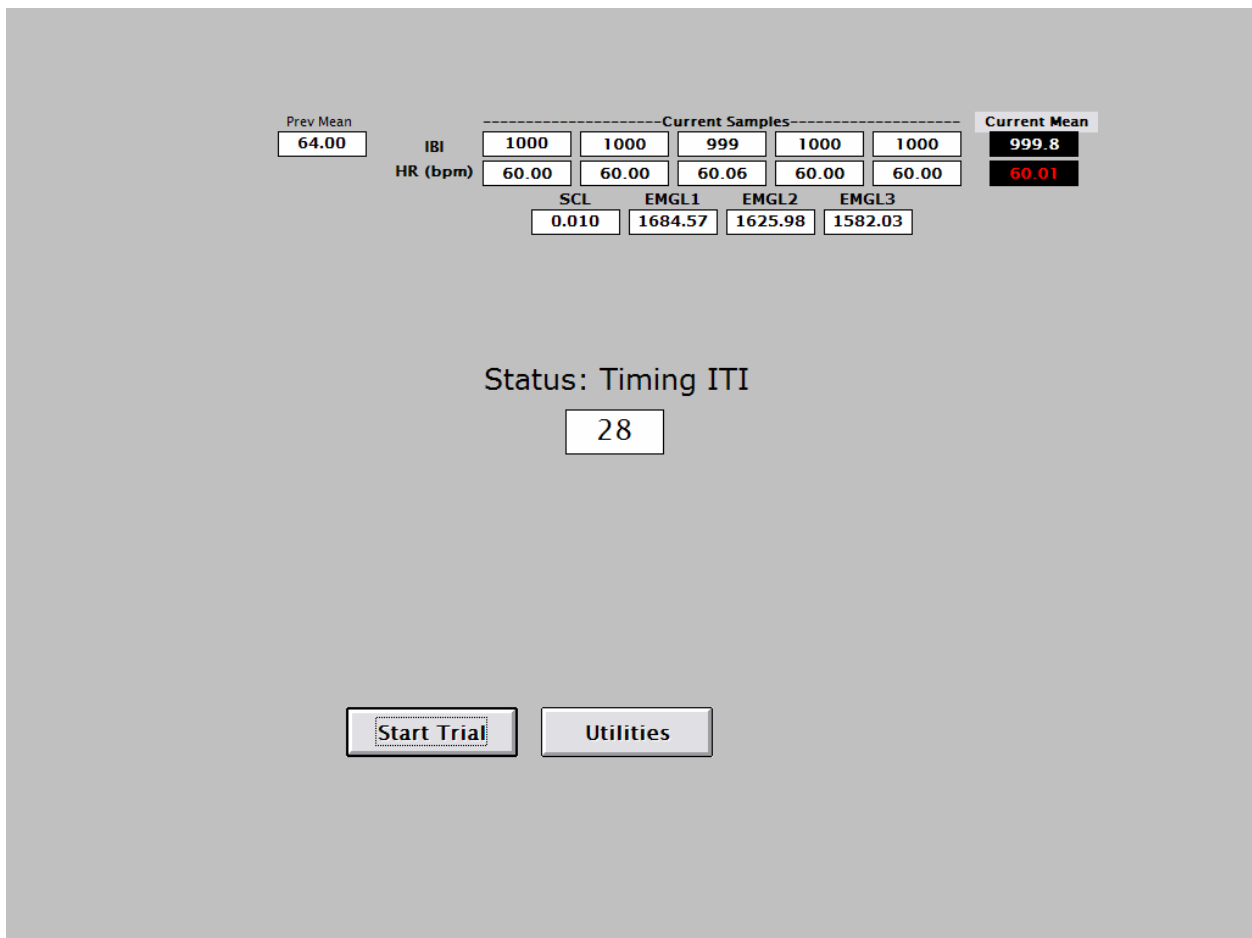 Prev Mean ---------------------Current Samples-------------------- Current Mean
64.00 IBI 1000 1000 999 1000 1000 999.8
HR (bpm) 60.00 60.00 60.06 60.00 60.00 60.01
SCL EMGL1 EMGL2 EMGL3
0.010 1684.57 1625.98 1582.03
Status: Timing ITI
28
Start Trial Utilities